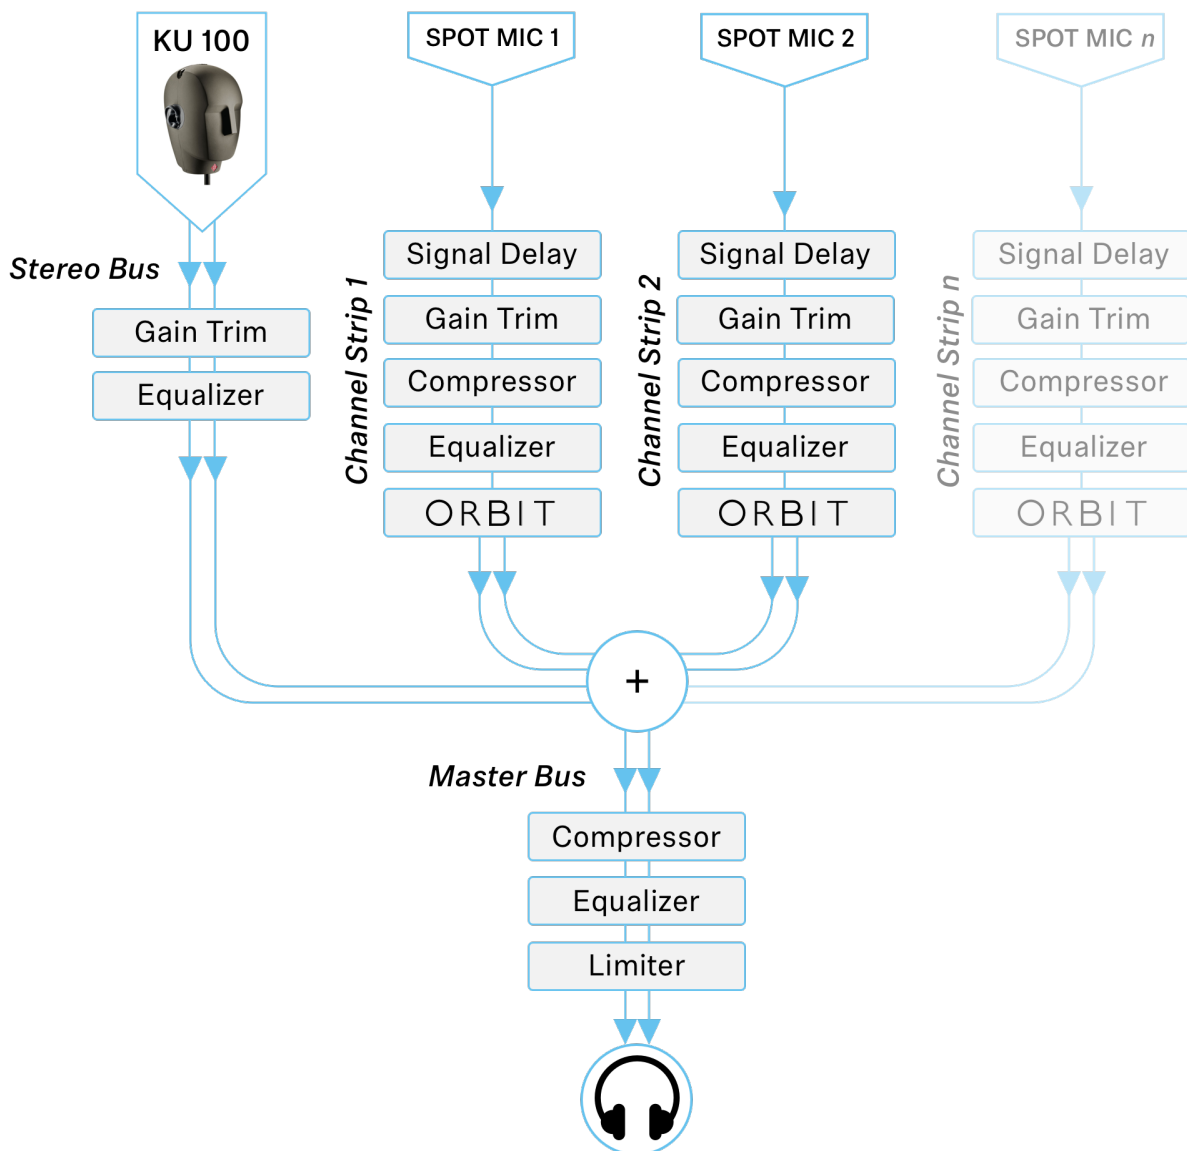 KU 100
SPOT MIC 1
SPOT MIC 2
SPOT MIC n
Stereo Bus
Gain Trim
Equalizer
Channel Strip 1
Signal Delay
Gain Trim
Compressor
Equalizer
ORBIT
Channel Strip 2
Signal Delay
Gain Trim
Compressor
Equalizer
ORBIT
Channel Strip n
Signal Delay
Gain Trim
Compressor
Equalizer
ORBIT
+
Master Bus
Compressor
Equalizer
Limiter